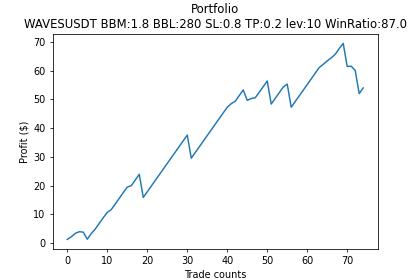 Portfolio
WAVESUSDT BBM:1.8 BBL:280 SL:0.8 TP:0.2 lev:10 WinRatio:87.0
70
60
50
40
30
20
10
0
Profit ($)
0 10 20 30 40 50 60 70
Trade counts